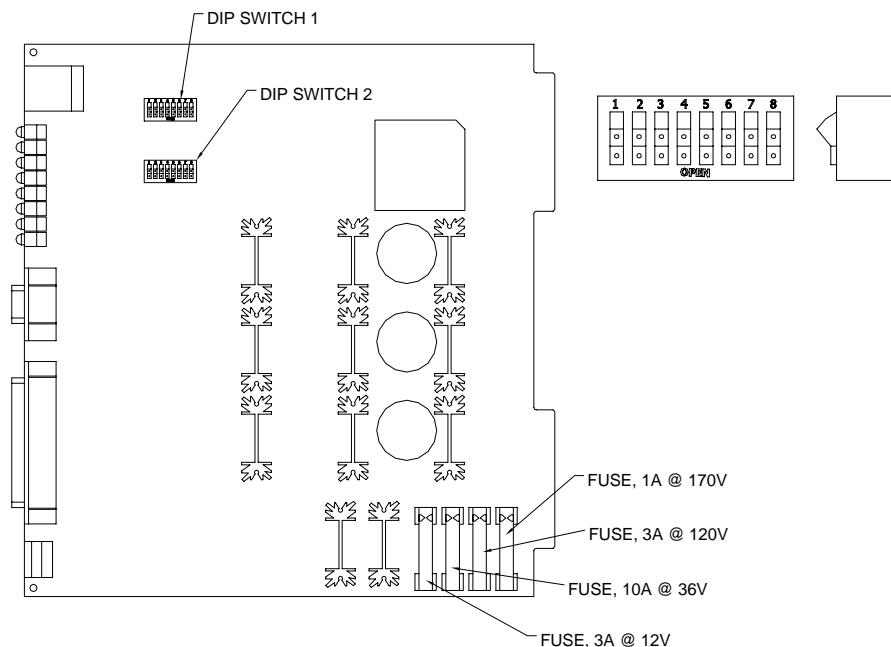 DIP SWITCH 1
DIP SWITCH 2
1 2 3 4 5 6 7 8
OPEN
FUSE, 1A @ 170V
FUSE, 3A @ 120V
FUSE, 10A @ 36V
FUSE, 3A @ 12V